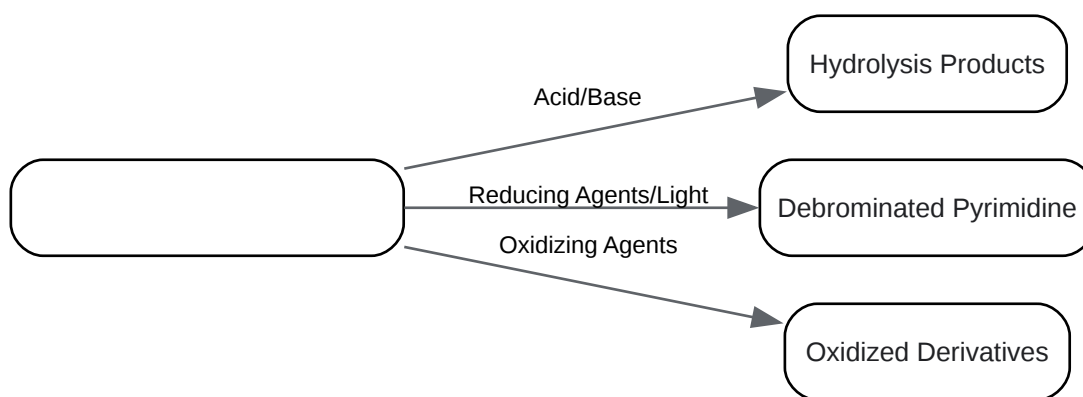 Hydrolysis Products
Acid/Base
Reducing Agents/Light
Debrominated Pyrimidine
Oxidizing Agents
Oxidized Derivatives